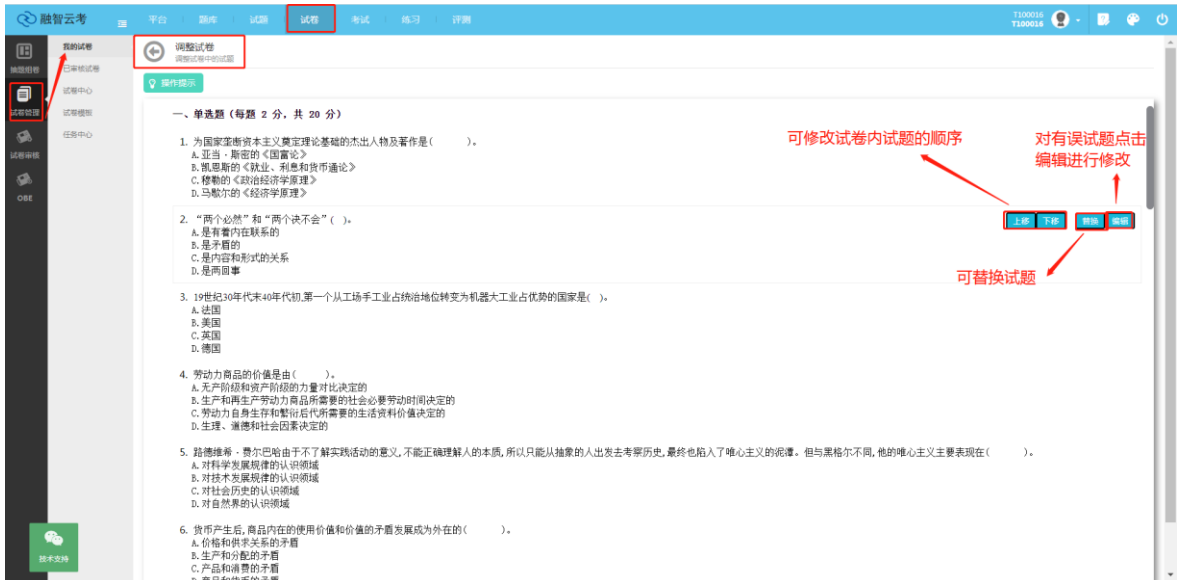 融智云考
平台 题库 试题 试卷 考试 练习 评测
T100016
T100016
抽题组卷
试卷管理
试卷审核
OBE
我的试卷
已审核试卷
试卷中心
试卷模板
任务中心
调整试卷
调整试卷中的试题
操作提示
一、单选题（每题 2 分，共 20 分）
1. 为国家垄断资本主义奠定理论基础的杰出人物及著作是( )。
A.亚当·斯密的《国富论》
B.凯恩斯的《就业、利息和货币通论》
C.穆勒的《政治经济学原理》
D.马歇尔的《经济学原理》
可修改试卷内试题的顺序
对有误试题点击
编辑进行修改
2. “两个必然”和“两个决不会”( )。
A.是有着内在联系的
B.是矛盾的
C.是内容和形式的关系
D.是两回事
上移 下移 替换 编辑
可替换试题
3. 19世纪30年代末40年代初,第一个从工场手工业占统治地位转变为机器大工业占优势的国家是( )。
A.法国
B.美国
C.英国
D.德国
4. 劳动力商品的价值是由( )。
A.无产阶级和资产阶级的力量对比决定的
B.生产和再生产劳动力商品所需要的社会必要劳动时间决定的
C.劳动力自身生存和繁衍后代所需要的生活资料价值决定的
D.生理、道德和社会因素决定的
5. 路德维希·费尔巴哈由于不了解实践活动的意义,不能正确理解人的本质,所以只能从抽象的人出发去考察历史,最终也陷入了唯心主义的泥潭。但与黑格尔不同,他的唯心主义主要表现在( )。
A.对科学发展规律的认识领域
B.对技术发展规律的认识领域
C.对社会历史的认识领域
D.对自然界的认识领域
6. 货币产生后,商品内在的使用价值和价值的矛盾发展成为外在的( )。
A.价格和供求关系的矛盾
B.生产和分配的矛盾
C.产品和消费的矛盾
D.商品和货币的矛盾
技术支持